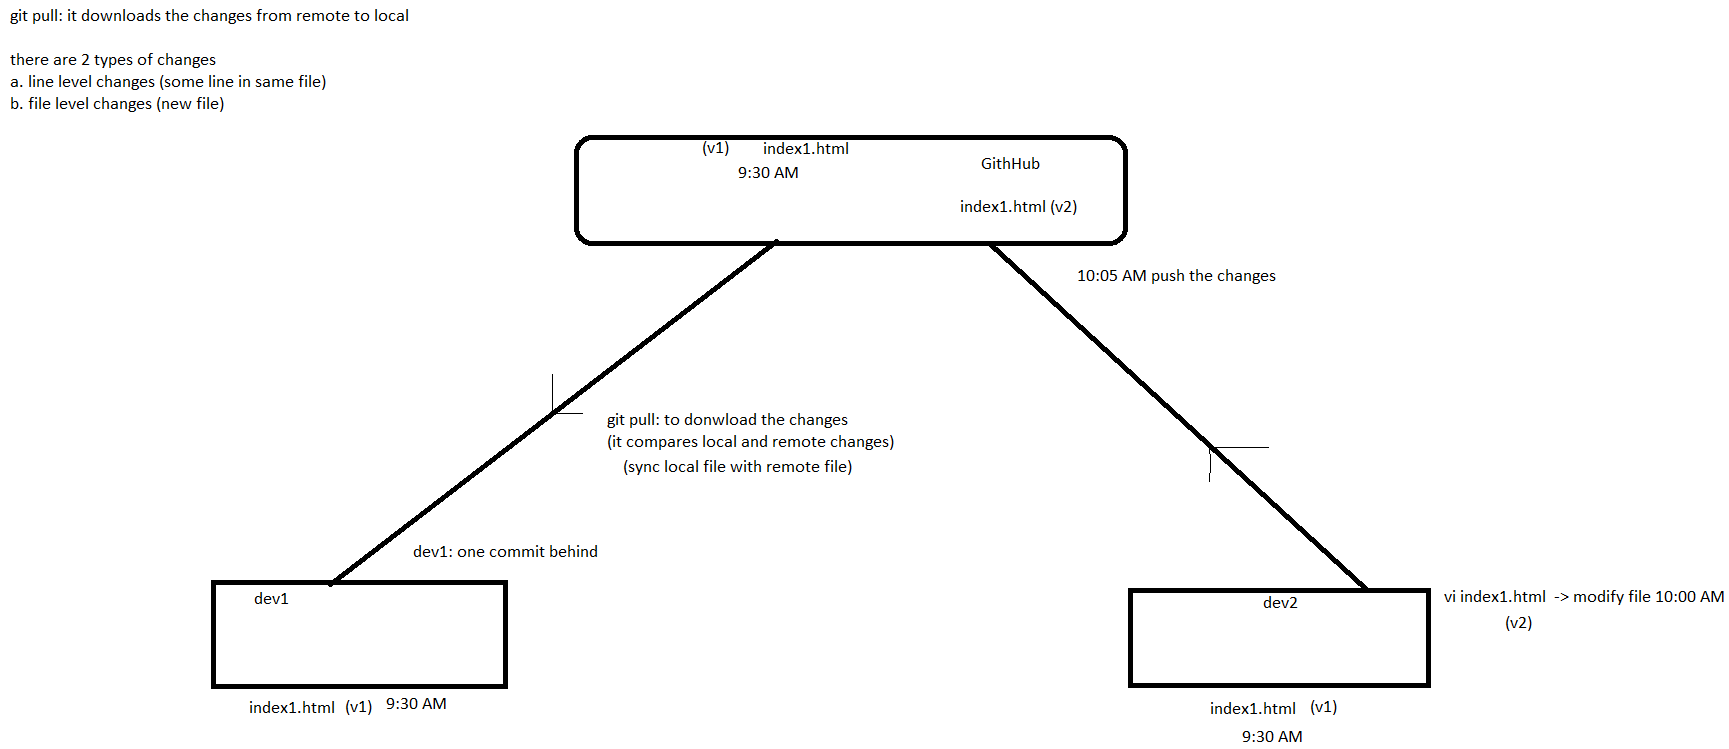 git pull: it downloads the changes from remote to local
there are 2 types of changes
a. line level changes (some line in same file)
b. file level changes (new file)
(v1) index1.html
9:30 AM
GithHub
index1.html (v2)
10:05 AM push the changes
git pull: to donwload the changes
(it compares local and remote changes)
(sync local file with remote file)
dev1: one commit behind
dev1
index1.html (v1) 9:30 AM
dev2
vi index1.html -> modify file 10:00 AM
(v2)
index1.html (v1)
9:30 AM